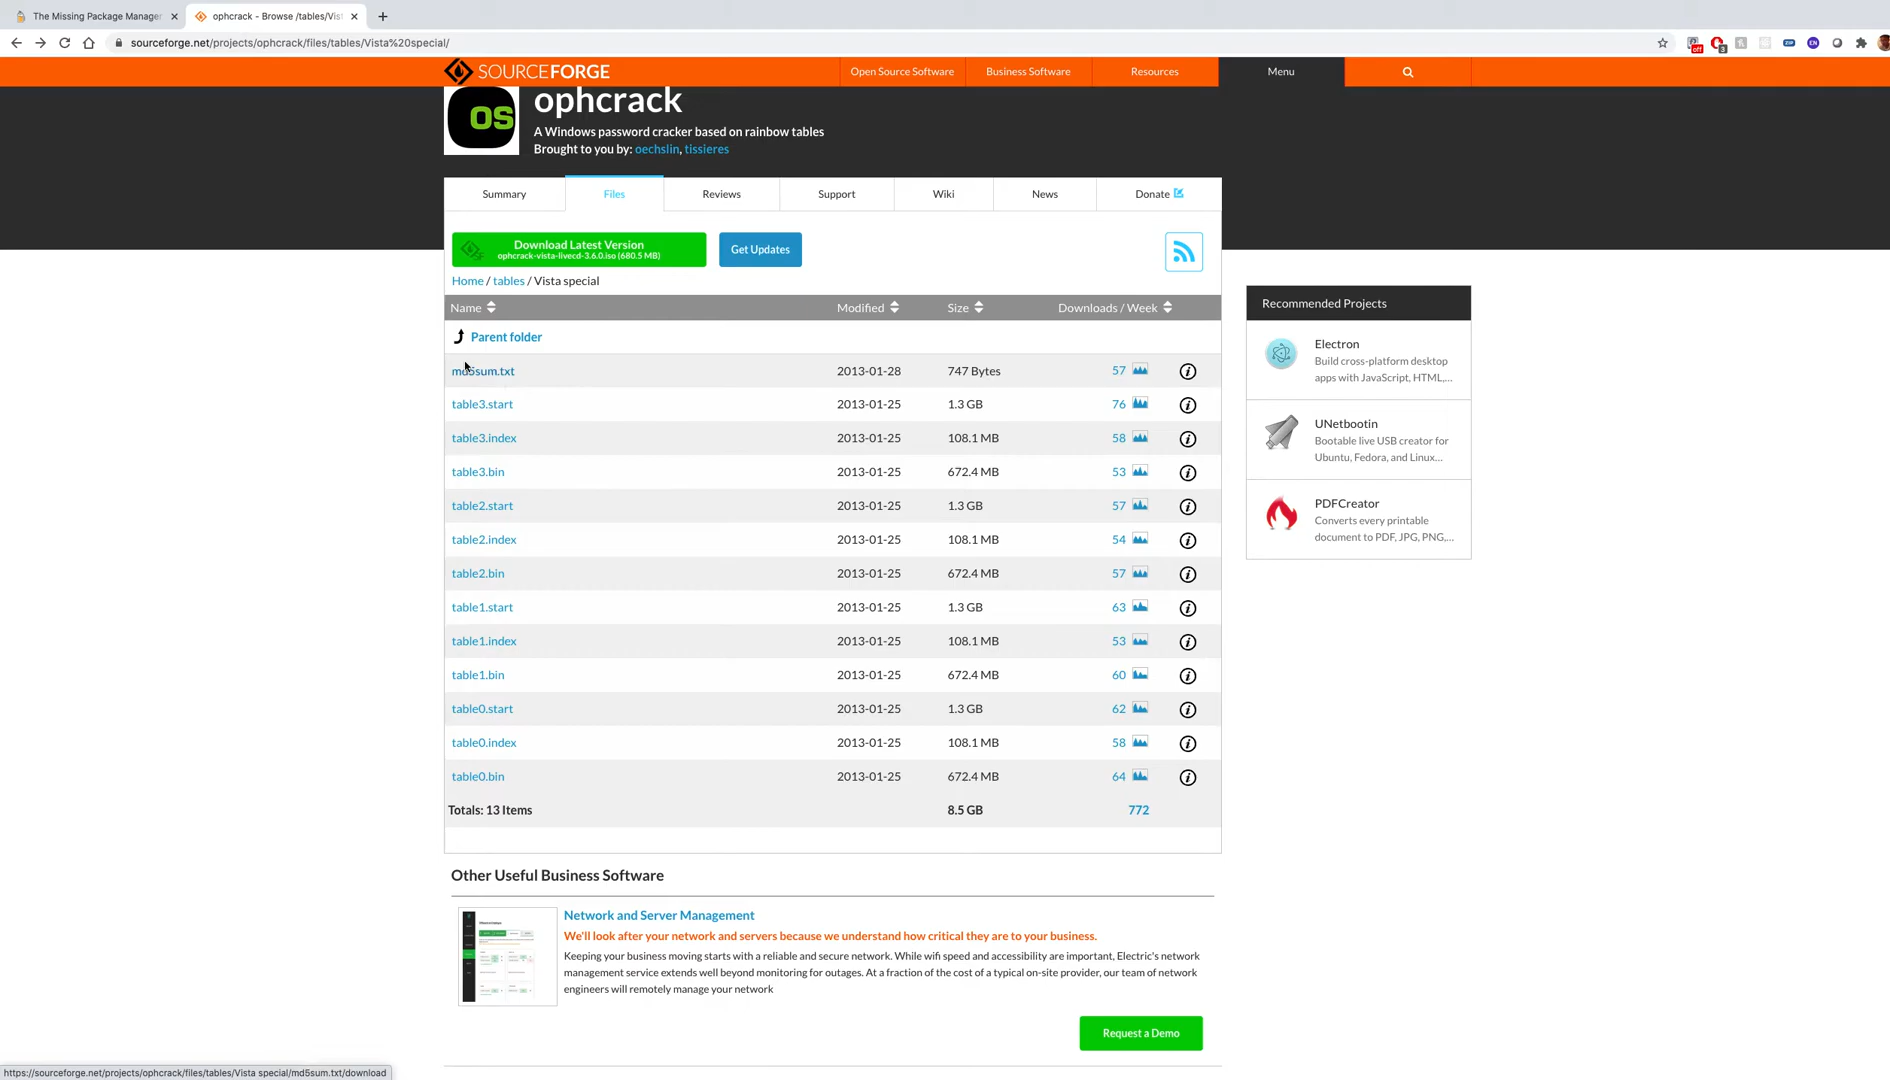 The Missing Package Manager
ophcrack - Browse /tables/Vist
sourceforge.net/projects/ophcrack/files/tables/Vista%20special/
off
3
ZIP
EN
SOURCEFORGE
Open Source Software
Business Software
Resources
Menu
OS
ophcrack
A Windows password cracker based on rainbow tables
Brought to you by: oechslin, tissieres
Summary
Files
Reviews
Support
Wiki
News
Donate
Download Latest Version
ophcrack-vista-livecd-3.6.0.iso (680.5 MB)
Get Updates
Home / tables / Vista special
Name Modified Size Downloads / Week
Parent folder
md5sum.txt 2013-01-28 747 Bytes 57
table3.start 2013-01-25 1.3 GB 76
table3.index 2013-01-25 108.1 MB 58
table3.bin 2013-01-25 672.4 MB 53
table2.start 2013-01-25 1.3 GB 57
table2.index 2013-01-25 108.1 MB 54
table2.bin 2013-01-25 672.4 MB 57
table1.start 2013-01-25 1.3 GB 63
table1.index 2013-01-25 108.1 MB 53
table1.bin 2013-01-25 672.4 MB 60
table0.start 2013-01-25 1.3 GB 62
table0.index 2013-01-25 108.1 MB 58
table0.bin 2013-01-25 672.4 MB 64
Totals: 13 Items 8.5 GB 772
Recommended Projects
Electron
Build cross-platform desktop
apps with JavaScript, HTML,...
UNetbootin
Bootable live USB creator for
Ubuntu, Fedora, and Linux...
PDFCreator
Converts every printable
document to PDF, JPG, PNG,...
Other Useful Business Software
Network and Server Management
We'll look after your network and servers because we understand how critical they are to your business.
Keeping your business moving starts with a reliable and secure network. While wifi speed and accessibility are important, Electric's network
management service extends well beyond monitoring for outages. At a fraction of the cost of a typical on-site provider, our team of network
engineers will remotely manage your network
Request a Demo
https://sourceforge.net/projects/ophcrack/files/tables/Vista special/md5sum.txt/download